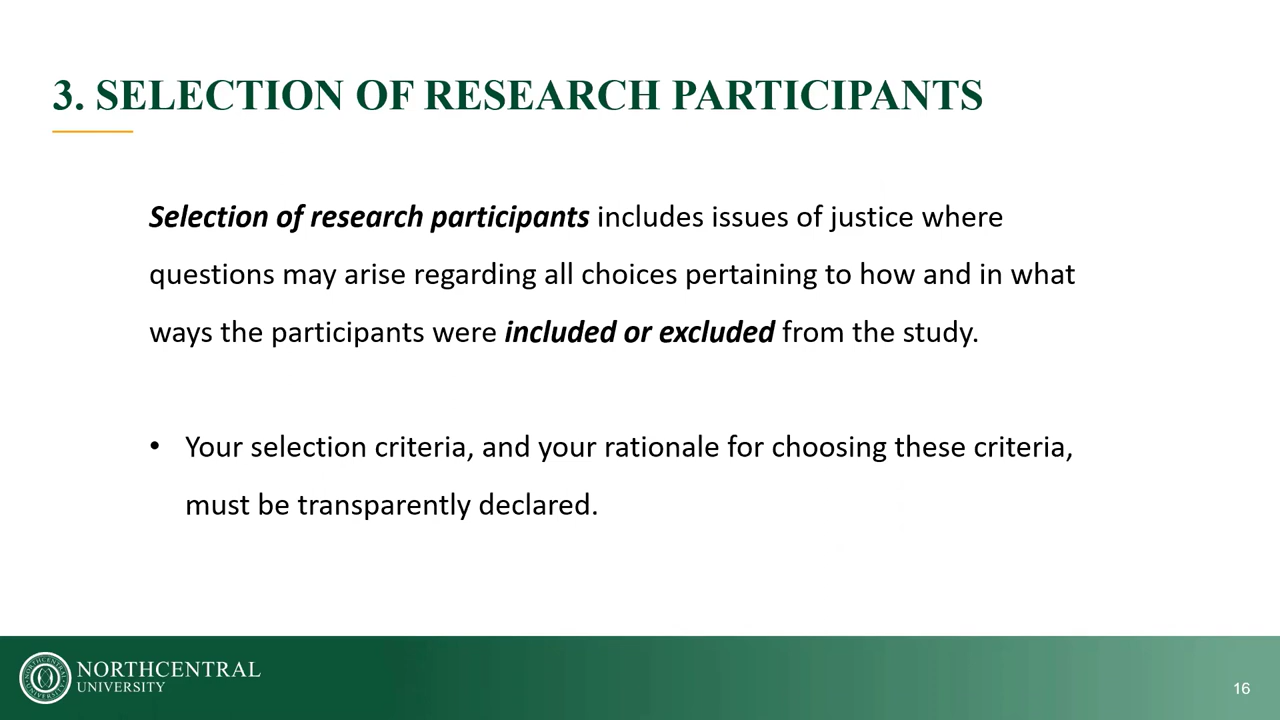 3. SELECTION OF RESEARCH PARTICIPANTS
Selection of research participants includes issues of justice where
questions may arise regarding all choices pertaining to how and in what
ways the participants were included or excluded from the study.
• Your selection criteria, and your rationale for choosing these criteria,
must be transparently declared.
NORTHCENTRAL
UNIVERSITY
16